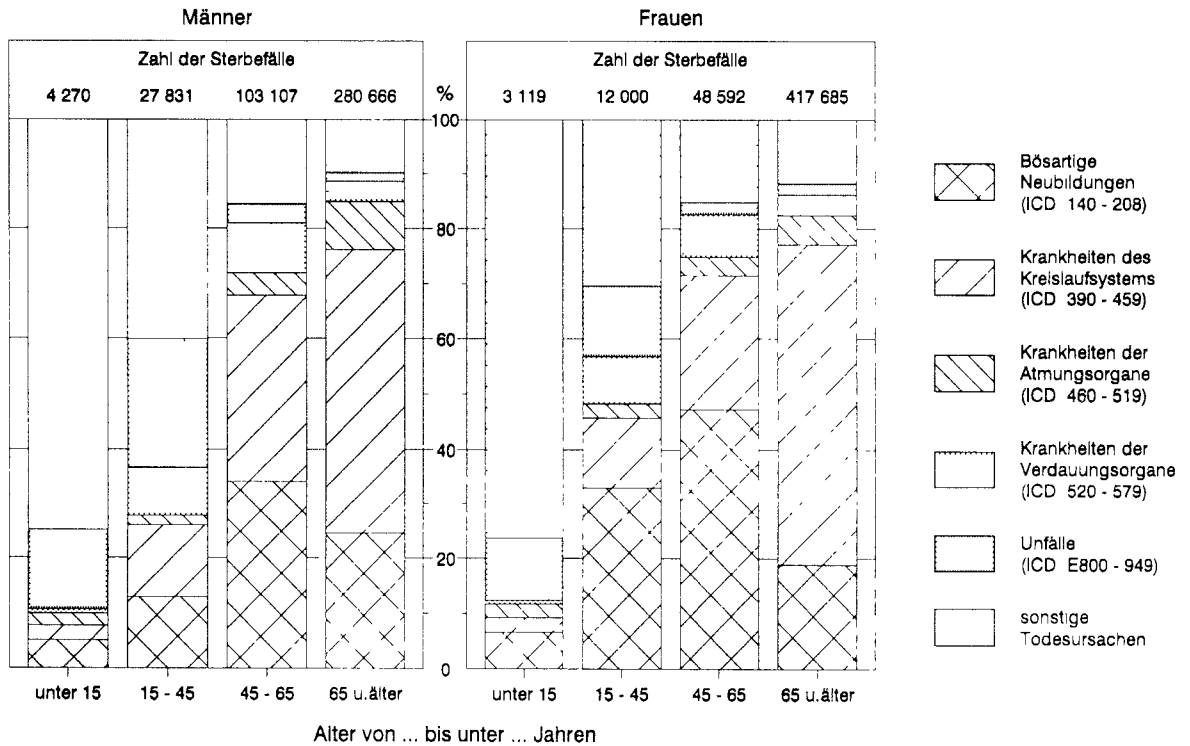 Männer
Frauen
Zahl der Sterbefälle
Zahl der Sterbefälle
4 270 27 831 103 107 280 666 % 3 119 12 000 48 592 417 685
100
80
60
40
20
0
unter 15 15 - 45 45 - 65 65 u.älter unter 15 15 - 45 45 - 65 65 u.älter
Alter von ... bis unter ... Jahren
Bösartige
Neubildungen
(ICD 140 - 208)
Krankheiten des
Kreislaufsystems
(ICD 390 - 459)
Krankheiten der
Atmungsorgane
(ICD 460 - 519)
Krankheiten der
Verdauungsorgane
(ICD 520 - 579)
Unfälle
(ICD E800 - 949)
sonstige
Todesursachen